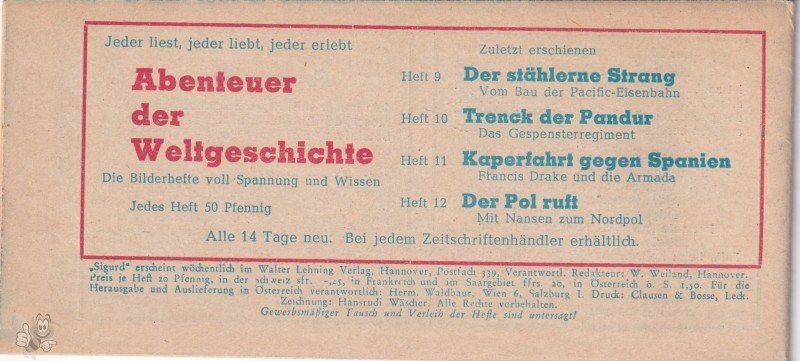 Jeder liest, jeder liebt, jeder erlebt
Abenteuer
der
Weltgeschichte
Die Bilderhefte voll Spannung und Wissen
Jedes Heft 50 Pfennig
Zuletzt erschienen
Heft 9 Der stählerne Strang
Vom Bau der Pacific-Eisenbahn
Heft 10 Trenck der Pandur
Das Gespensterregiment
Heft 11 Kaperfahrt gegen Spanien
Francis Drake und die Armada
Heft 12 Der Pol ruft
Mit Nansen zum Nordpol
Alle 14 Tage neu. Bei jedem Zeitschriftenhändler erhältlich.
„Sigurd“ erscheint wöchentlich im Walter Lehning Verlag, Hannover, Postfach 339, Verantwortl. Redakteur: W. Weiland, Hannover.
Preis je Heft 20 Pfennig, in der Schweiz sfr. -,25, in Frankreich und im Saargebiet ffrs. 20, in Österreich ö. S. 1,50. Für die
Herausgabe und Auslieferung in Österreich verantwortlich: Herm. Waldbaur, Wien 6, Salzburg 1. Druck: Clausen & Bosse, Leck.
Zeichnung: Hansrudi Wäscher. Alle Rechte vorbehalten.
Gewerbsmäßiger Tausch und Verleih der Hefte sind untersagt!